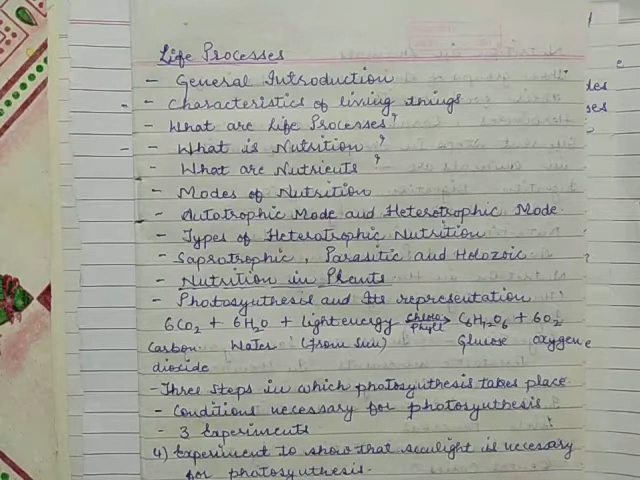 Life Processes
- General Introduction
- Characteristics of living things
- What are Life Processes?
- What is Nutrition?
- What are Nutrients?
- Modes of Nutrition
- Autotrophic Mode and Heterotrophic Mode.
- Types of Heterotrophic Nutrition
- Saprotrophic, Parasitic and Holozoic
- Nutrition in Plants
- Photosynthesis and Its representation
6CO2 + 6H2O + light energy Chloro Phyll → C6H12O6 + 6O2
Carbon Water (from Sun) Glucose oxygen
dioxide
- Three steps in which photosynthesis takes place.
- Conditions necessary for photosynthesis.
- 3 Experiments
4) Experiment to show that sunlight is necessary
for photosynthesis.